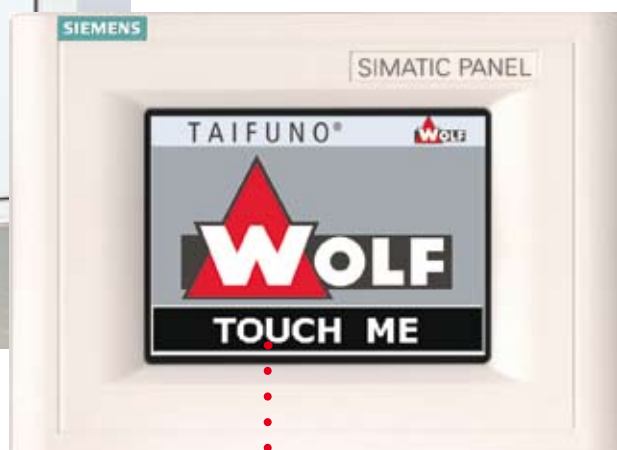 SIEMENS
SIMATIC PANEL
TAIFUNO® WOLF
WOLF
TOUCH ME